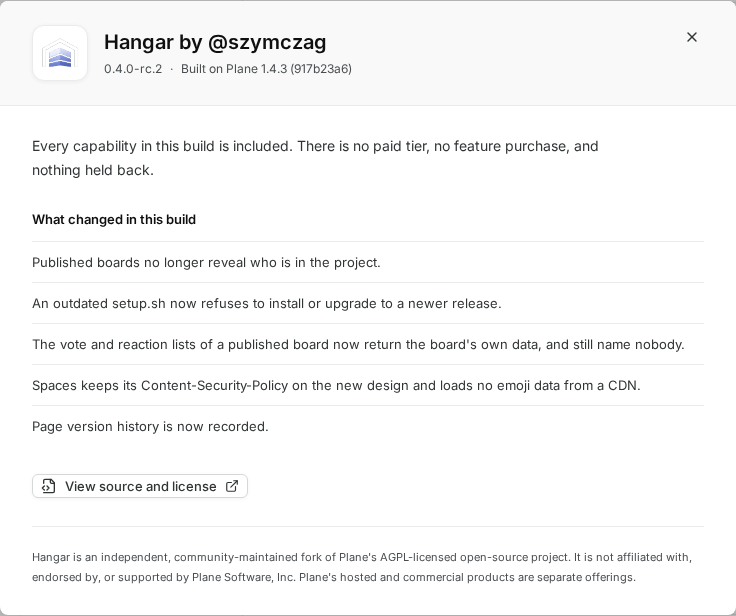 Hangar by @szymczag
0.4.0-rc.2 · Built on Plane 1.4.3 (917b23a6)
Every capability in this build is included. There is no paid tier, no feature purchase, and
nothing held back.
What changed in this build
Published boards no longer reveal who is in the project.
An outdated setup.sh now refuses to install or upgrade to a newer release.
The vote and reaction lists of a published board now return the board's own data, and still name nobody.
Spaces keeps its Content-Security-Policy on the new design and loads no emoji data from a CDN.
Page version history is now recorded.
View source and license
Hangar is an independent, community-maintained fork of Plane's AGPL-licensed open-source project. It is not affiliated with,
endorsed by, or supported by Plane Software, Inc. Plane's hosted and commercial products are separate offerings.